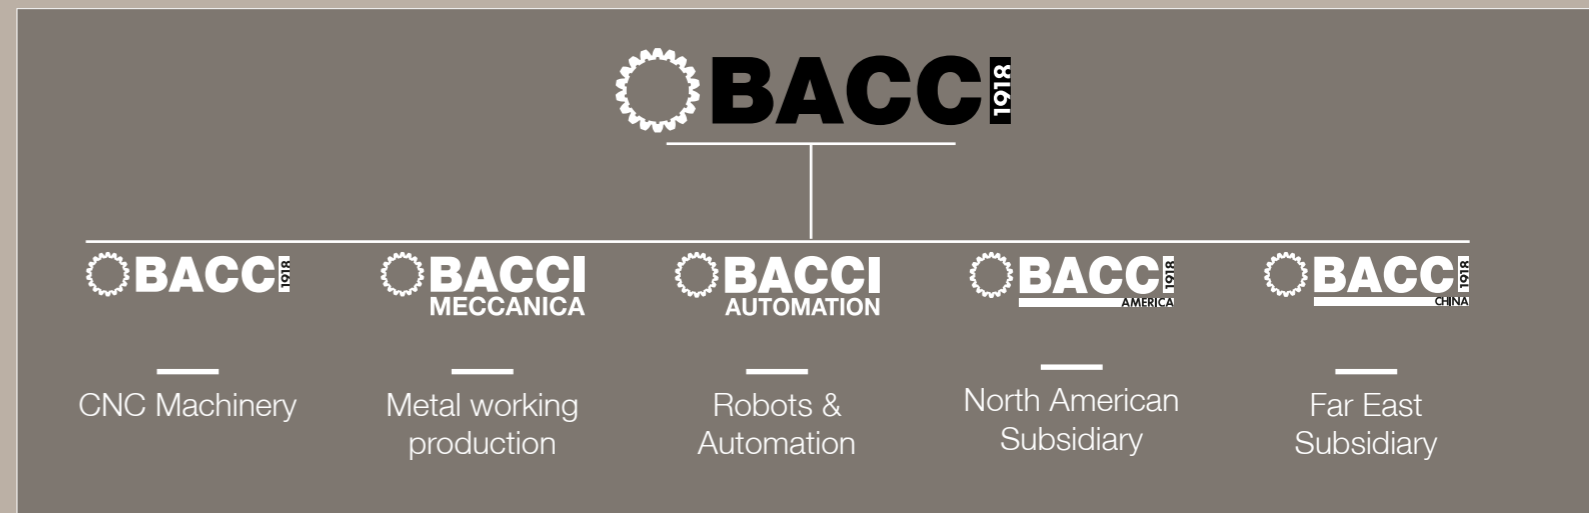 BACCI 1918
BACCI 1918
BACCI
MECCANICA
BACCI
AUTOMATION
BACCI 1918
AMERICA
BACCI 1918
CHINA
CNC Machinery
Metal working
production
Robots &
Automation
North American
Subsidiary
Far East
Subsidiary